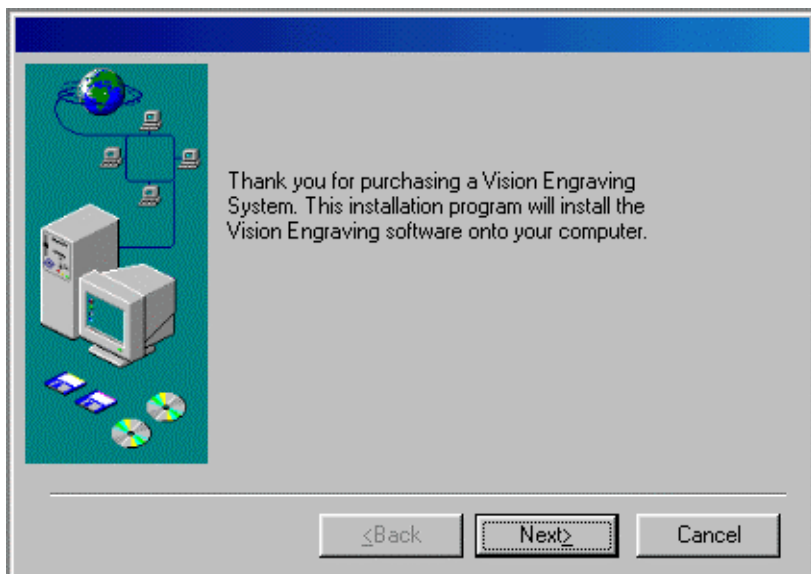 Thank you for purchasing a Vision Engraving
System. This installation program will install the
Vision Engraving software onto your computer.
<Back
Next>
Cancel